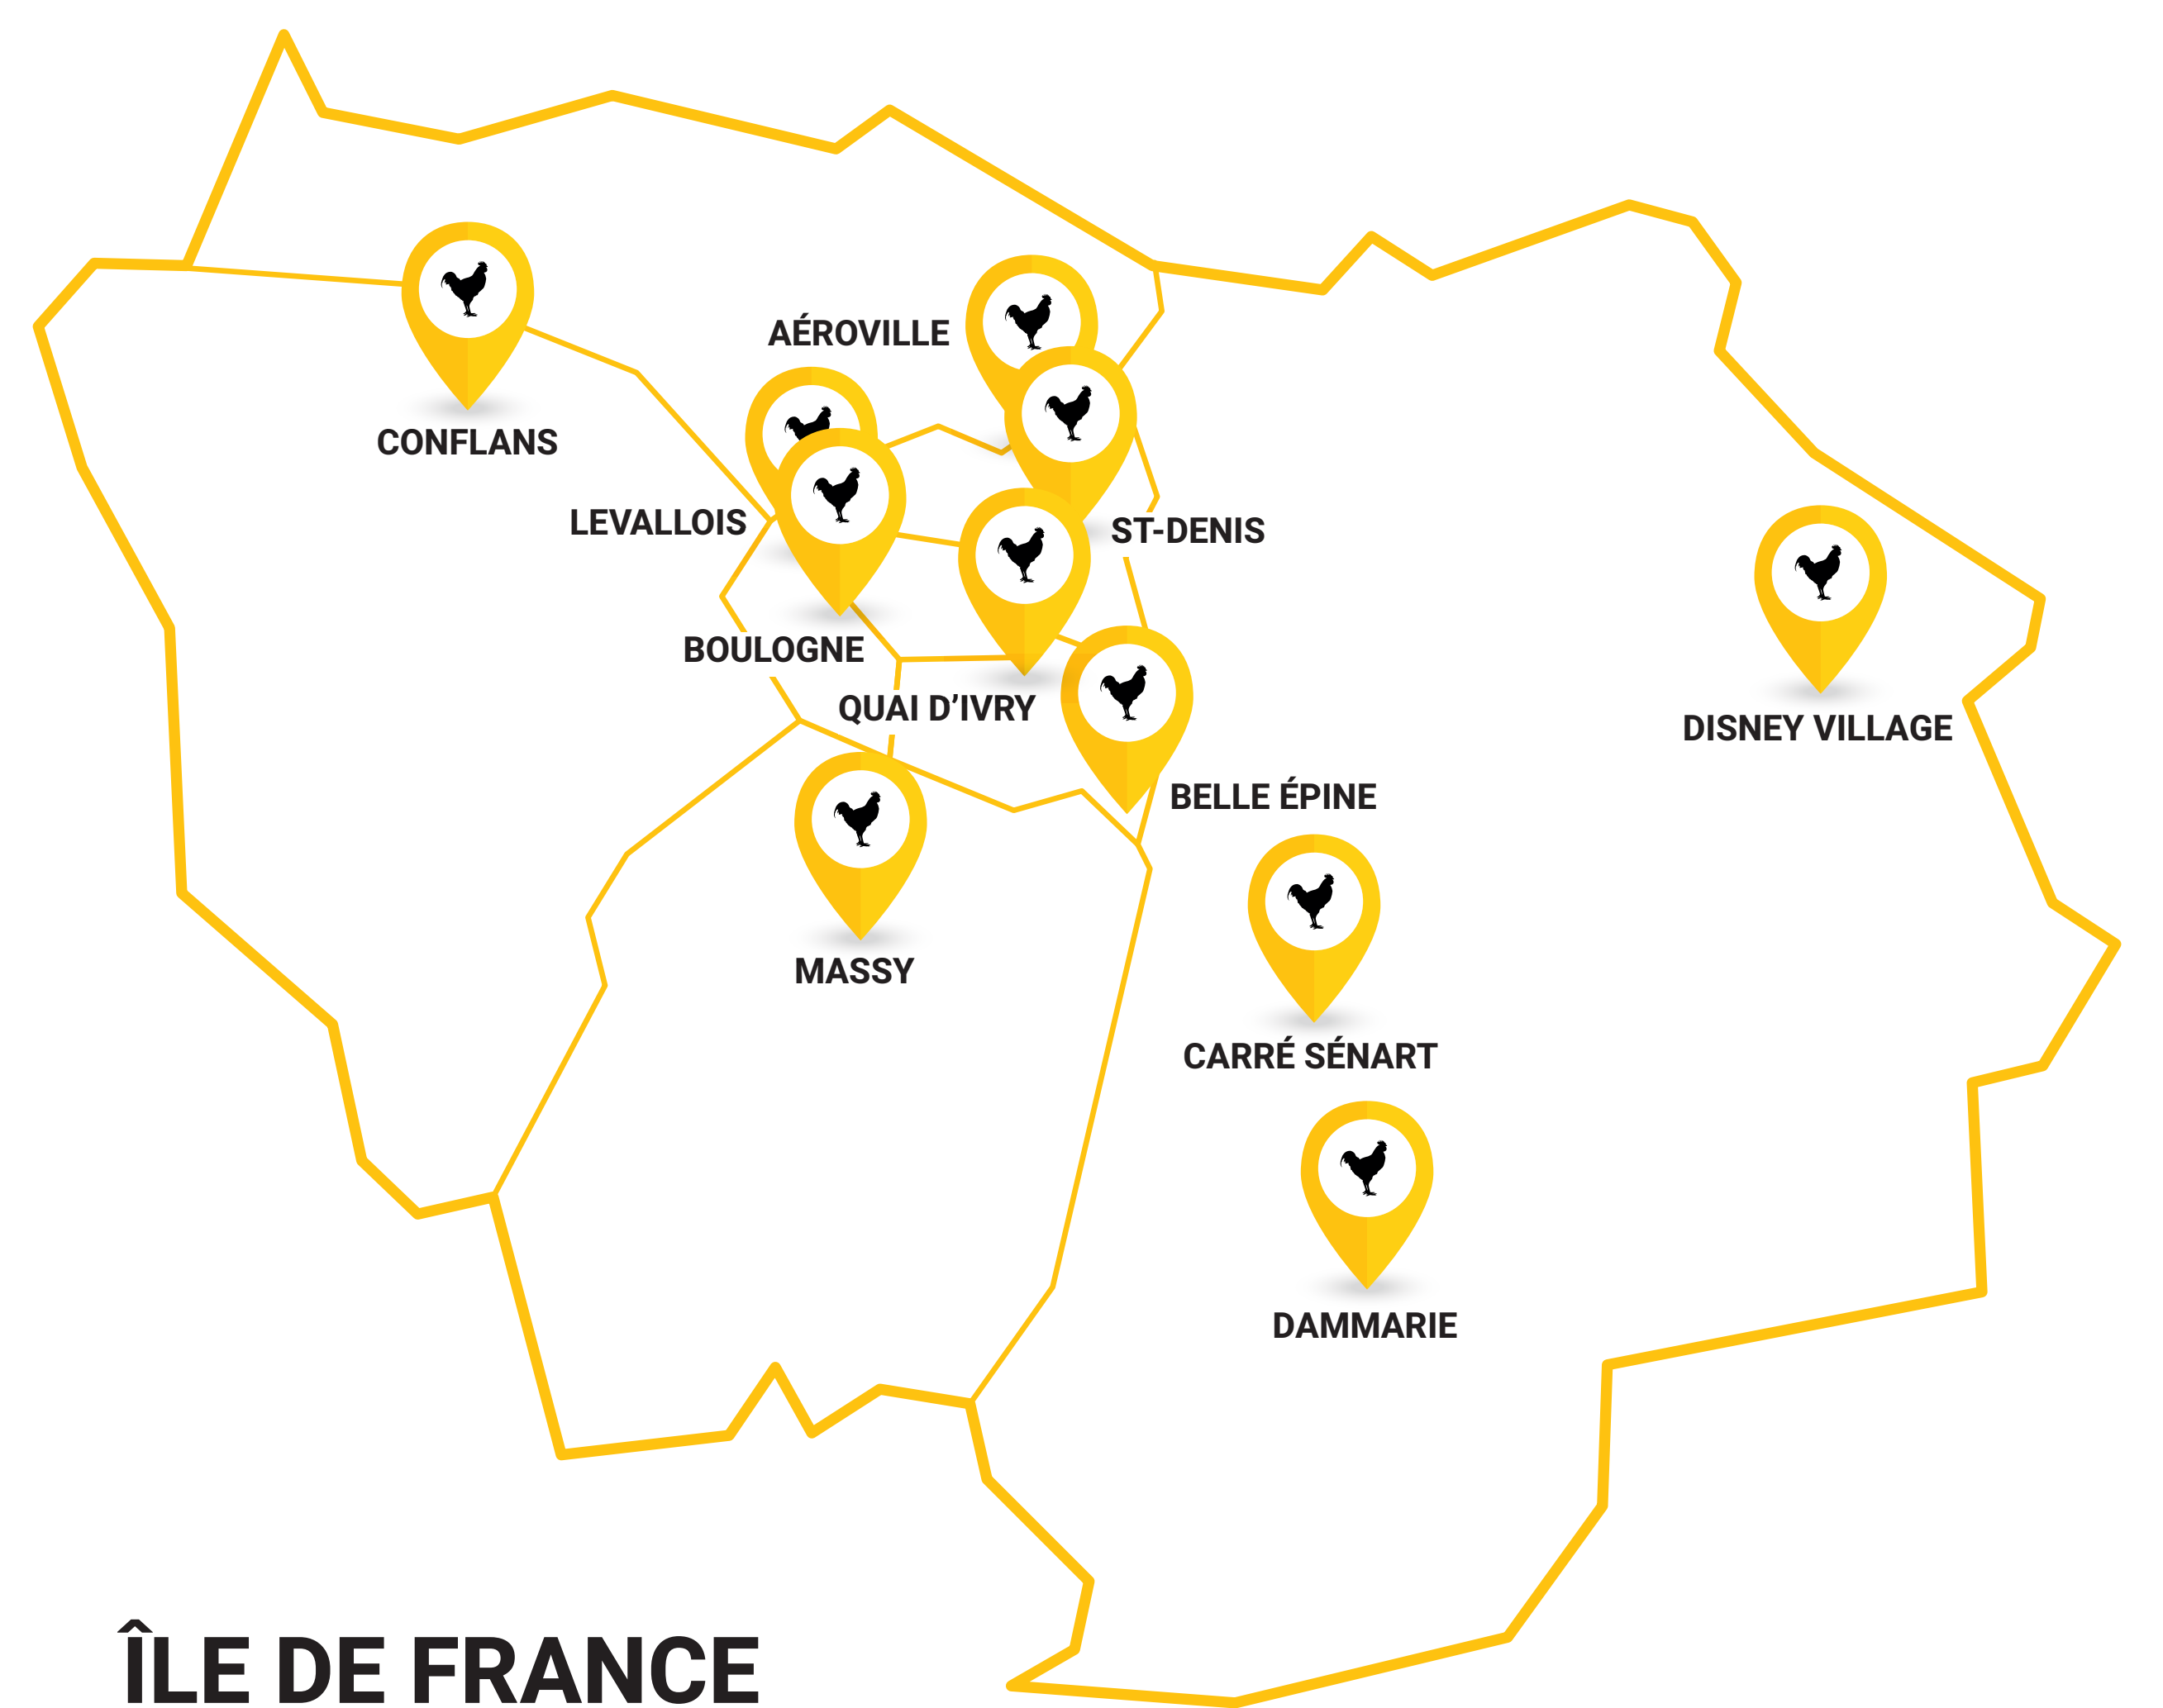 AÉROVILLE
CONFLANS
LEVALLOIS
ST-DENIS
BOULOGNE
QUAI D’IVRY
DISNEY VILLAGE
BELLE ÉPINE
MASSY
CARRÉ SÉNART
DAMMARIE
ÎLE DE FRANCE